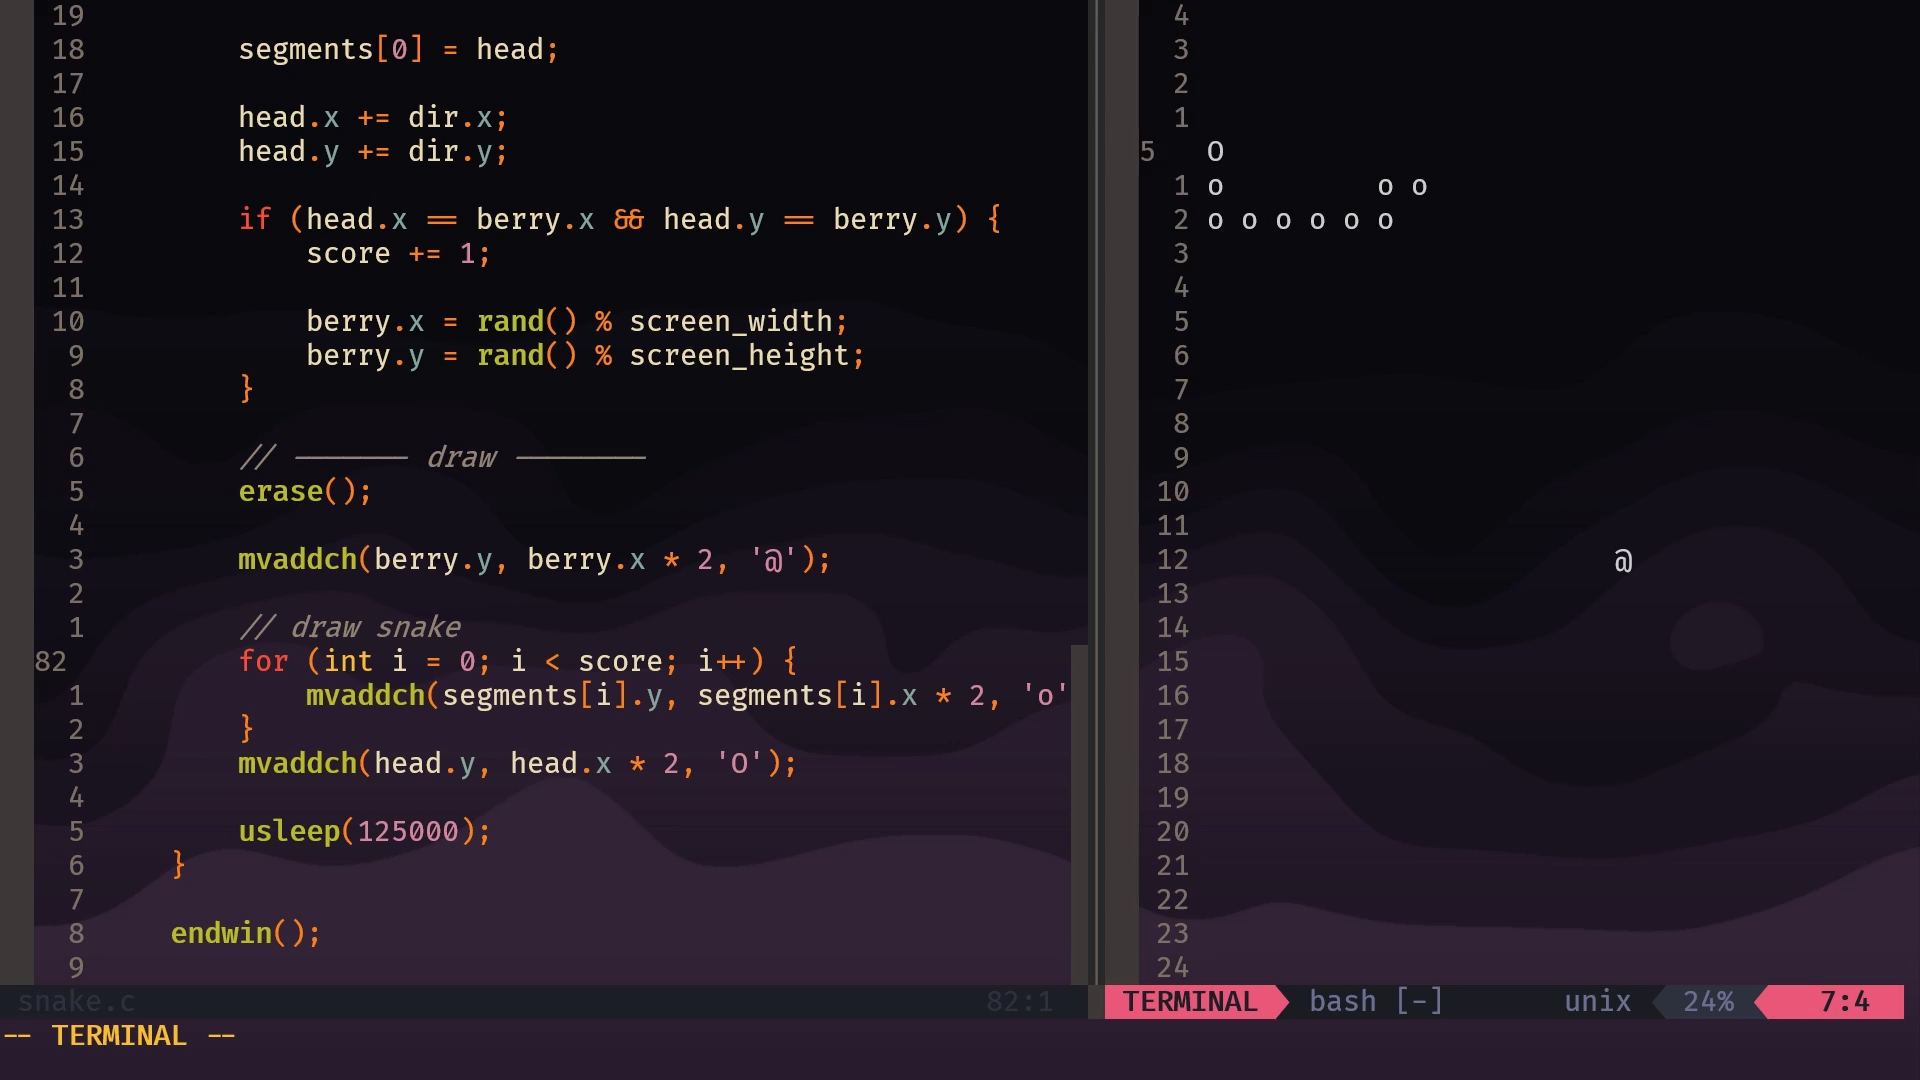 19
18 segments[0] = head;
17
16 head.x += dir.x;
15 head.y += dir.y;
14
13 if (head.x == berry.x && head.y == berry.y) {
12 score += 1;
11
10 berry.x = rand() % screen_width;
9 berry.y = rand() % screen_height;
8 }
7
6 // ------- draw --------
5 erase();
4
3 mvaddch(berry.y, berry.x * 2, '@');
2
1 // draw snake
82 for (int i = 0; i < score; i++) {
1 mvaddch(segments[i].y, segments[i].x * 2, 'o'
2 }
3 mvaddch(head.y, head.x * 2, 'O');
4
5 usleep(125000);
6 }
7
8 endwin();
9
snake.c 82:1
4
3
2
1
5 O
1 o o o
2 o o o o o o
3
4
5
6
7
8
9
10
11
12 @
13
14
15
16
17
18
19
20
21
22
23
24
TERMINAL bash [-] unix 24% 7:4
-- TERMINAL --